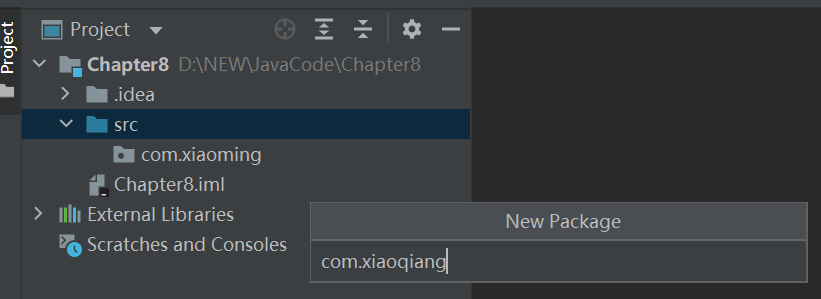 Project
Project
Chapter8 D:\NEW\JavaCode\Chapter8
.idea
src
com.xiaoming
Chapter8.iml
External Libraries
Scratches and Consoles
New Package
com.xiaoqiang